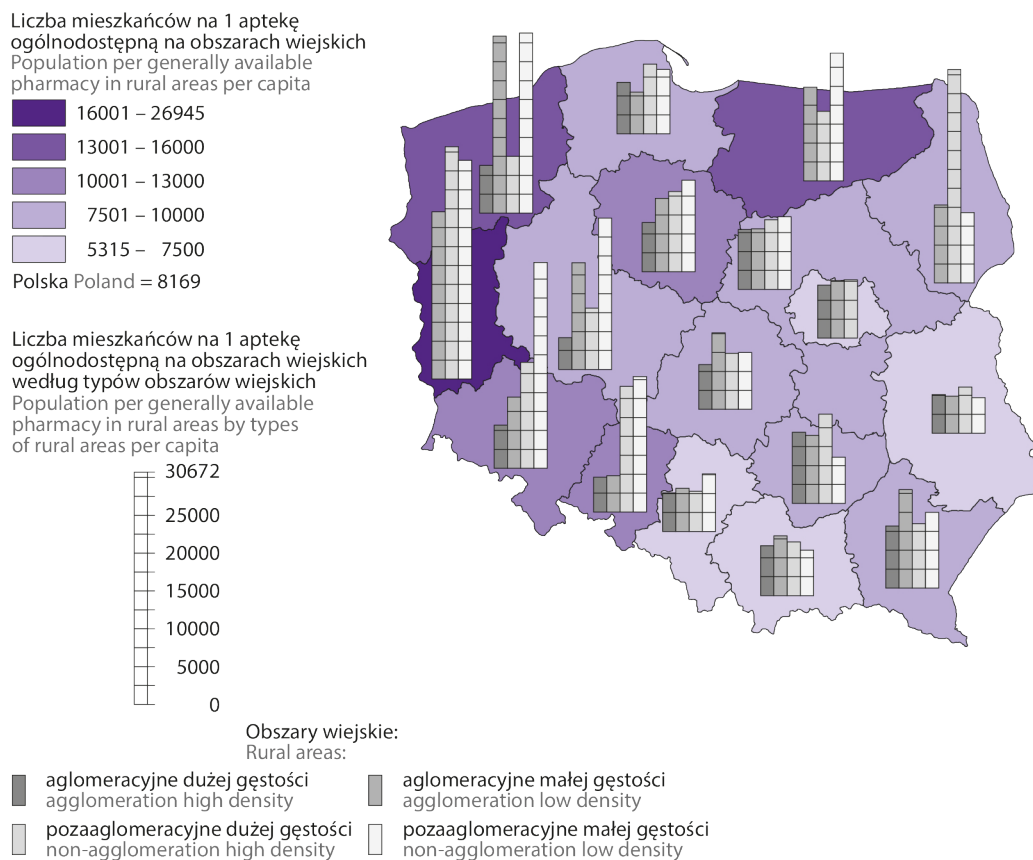 Liczba mieszkańców na 1 aptekę
ogólnodostępną na obszarach wiejskich
Population per generally available
pharmacy in rural areas per capita
16001 – 26945
13001 – 16000
10001 – 13000
7501 – 10000
5315 – 7500
Polska Poland = 8169
Liczba mieszkańców na 1 aptekę
ogólnodostępną na obszarach wiejskich
według typów obszarów wiejskich
Population per generally available
pharmacy in rural areas by types
of rural areas per capita
30672
25000
20000
15000
10000
5000
0
Obszary wiejskie:
Rural areas:
aglomeracyjne dużej gęstości
agglomeration high density
aglomeracyjne małej gęstości
agglomeration low density
pozaaglomeracyjne dużej gęstości
non-agglomeration high density
pozaaglomeracyjne małej gęstości
non-agglomeration low density